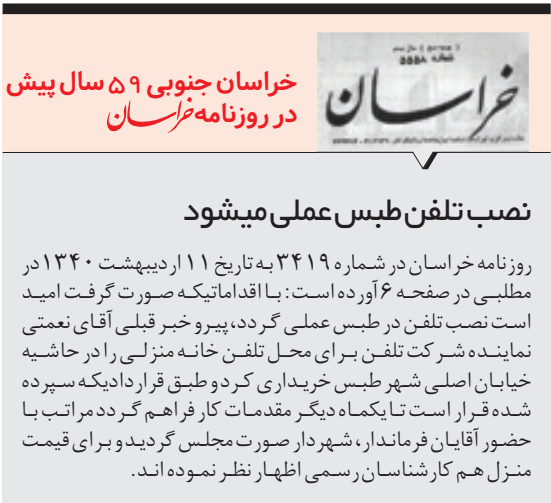 خراسان جنوبی ۵۹ سال پیش
در روزنامه خراسان
خراسان
نصب تلفن طبس عملی میشود
روزنامه خراسان در شماره ۳۴۱۹ به تاریخ ۱۱ اردیبهشت ۱۳۴۰ در
مطلبی در صفحه ۶ آورده است: با اقداماتیکه صورت گرفت امید
است نصب تلفن در طبس عملی گردد، پیرو خبر قبلی آقای نعمتی
نماینده شرکت تلفن برای محل تلفن خانه منزلی را در حاشیه
خیابان اصلی شهر طبس خریداری کرد و طبق قراردادیکه سپرده
شده قرار است تا یکماه دیگر مقدمات کار فراهم گردد مراتب با
حضور آقایان فرماندار، شهردار صورت مجلس گردید و برای قیمت
منزل هم کارشناسان رسمی اظهار نظر نموده اند.